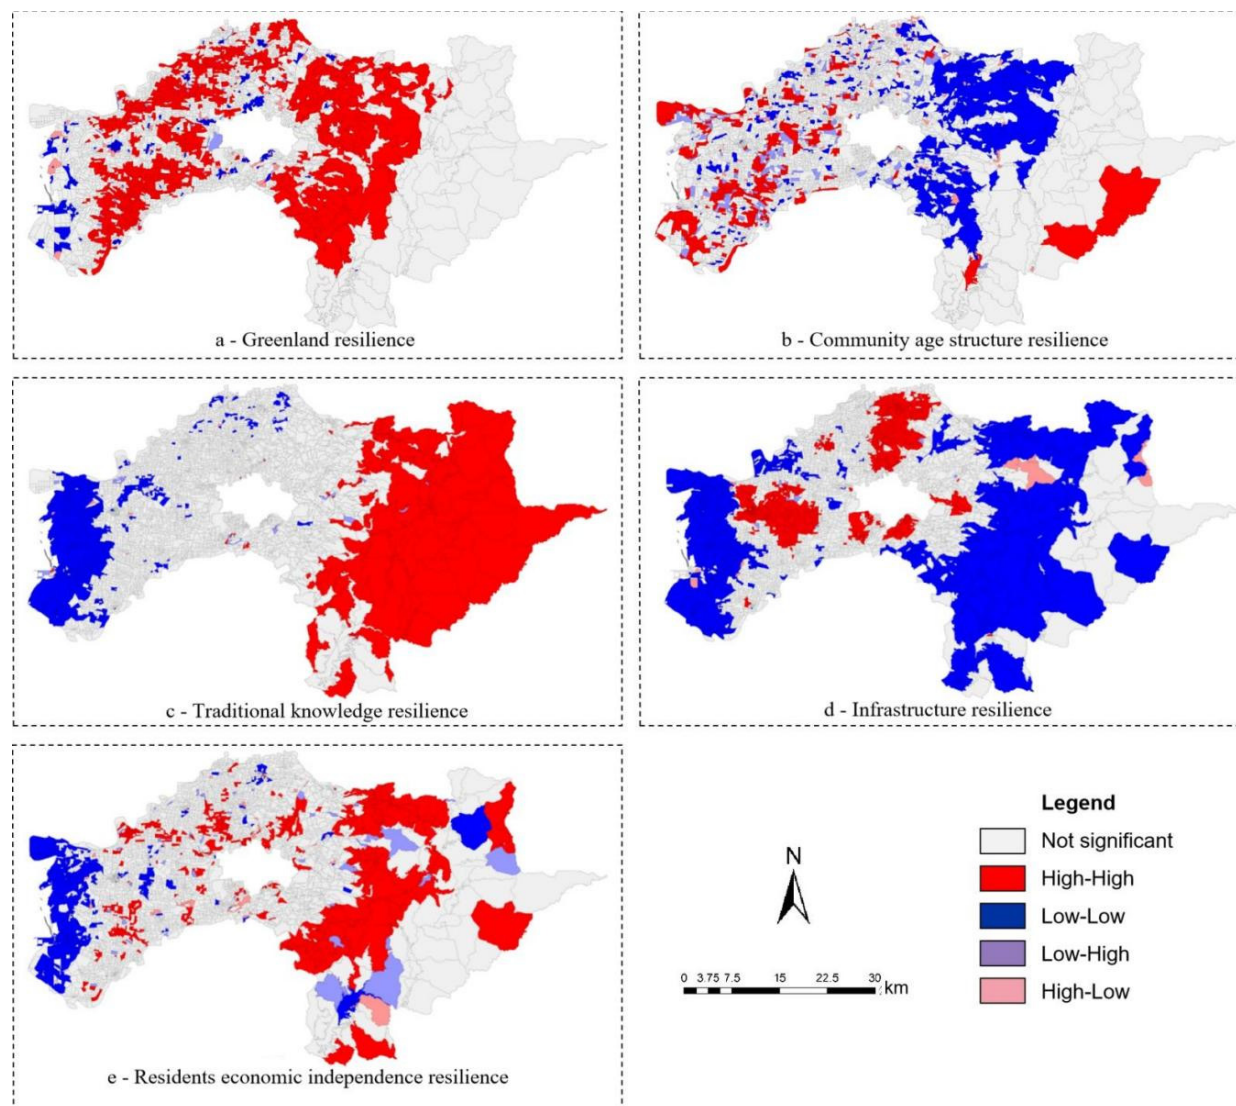 a - Greenland resilience
b - Community age structure resilience
c - Traditional knowledge resilience
d - Infrastructure resilience
e - Residents economic independence resilience
Legend
Not significant
High-High
Low-Low
Low-High
High-Low
N
0 3.75 7.5 15 22.5 30
km